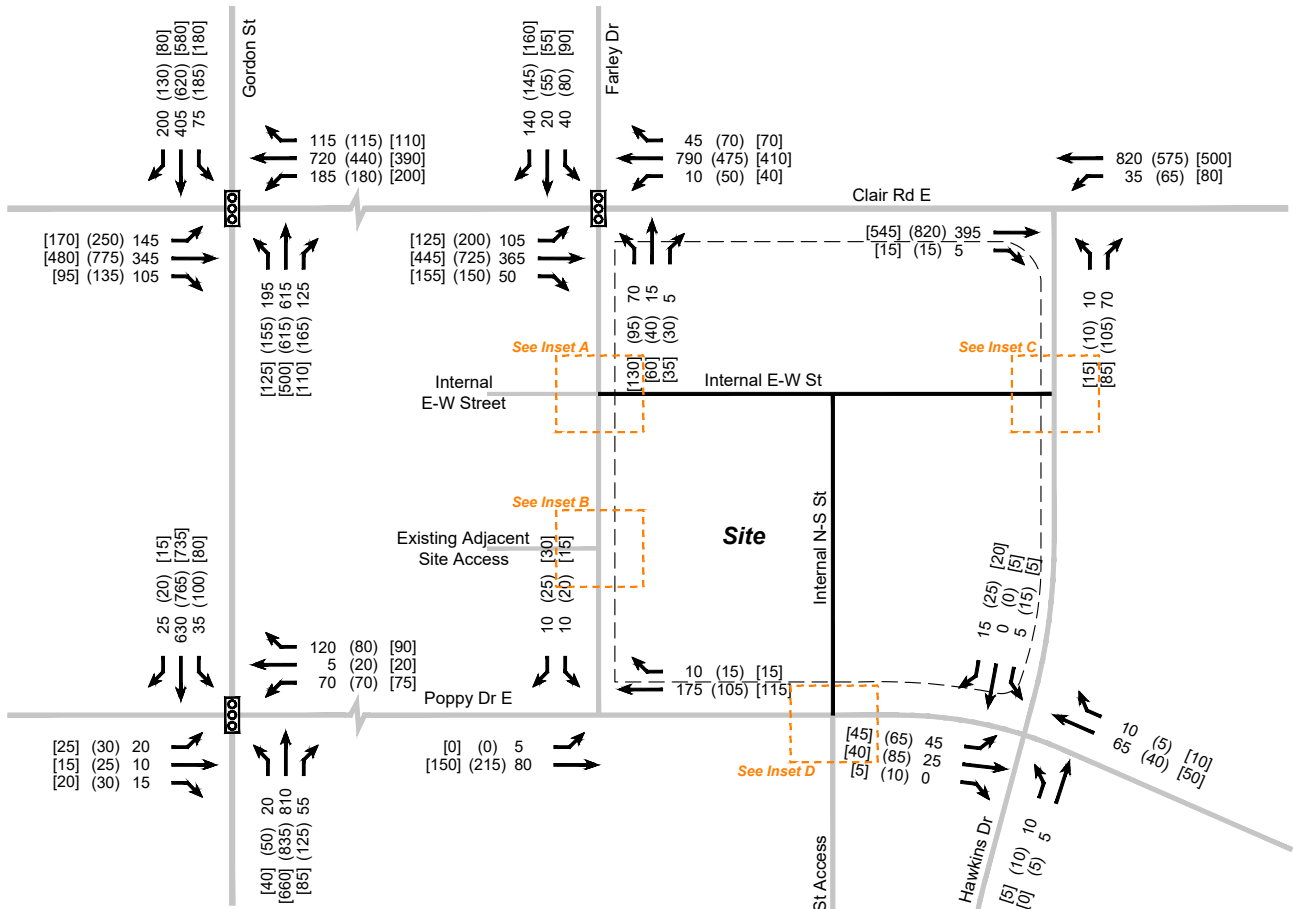 200 (130) [80]
405 (620) [580]
75 (185) [180]
Gordon St
115 (115) [110]
720 (440) [390]
185 (180) [200]
[170] (250) 145
[480] (775) 345
[95] (135) 105
[125] (155) 195
[500] (615) 615
[110] (165) 125
140 (145) [160]
20 (55) [55]
40 (80) [90]
Farley Dr
45 (70) [70]
790 (475) [410]
10 (50) [40]
Clair Rd E
820 (575) [500]
35 (65) [80]
[125] (200) 105
[445] (725) 365
[155] (150) 50
[130] (95) 70
[60] (40) 15
[35] (30) 5
[545] (820) 395
[15] (15) 5
[15] (10) 10
[85] (105) 70
See Inset A
See Inset C
Internal
E-W Street
Internal E-W St
See Inset B
Existing Adjacent
Site Access
Site
Internal N-S St
25 (20) [15]
630 (765) [735]
35 (100) [80]
120 (80) [90]
5 (20) [20]
70 (70) [75]
10 (25) [30]
10 (20) [15]
10 (15) [15]
175 (105) [115]
15 (25) [20]
0 (0) [5]
5 (15) [5]
Poppy Dr E
[25] (30) 20
[15] (25) 10
[20] (30) 15
[40] (50) 20
[660] (835) 810
[85] (125) 55
[0] (0) 5
[150] (215) 80
See Inset D
[45] (65) 45
[40] (85) 25
[5] (10) 0
10 (5) [10]
65 (40) [50]
[5] (10) 10
[0] (5) 5
St Access
Hawkins Dr